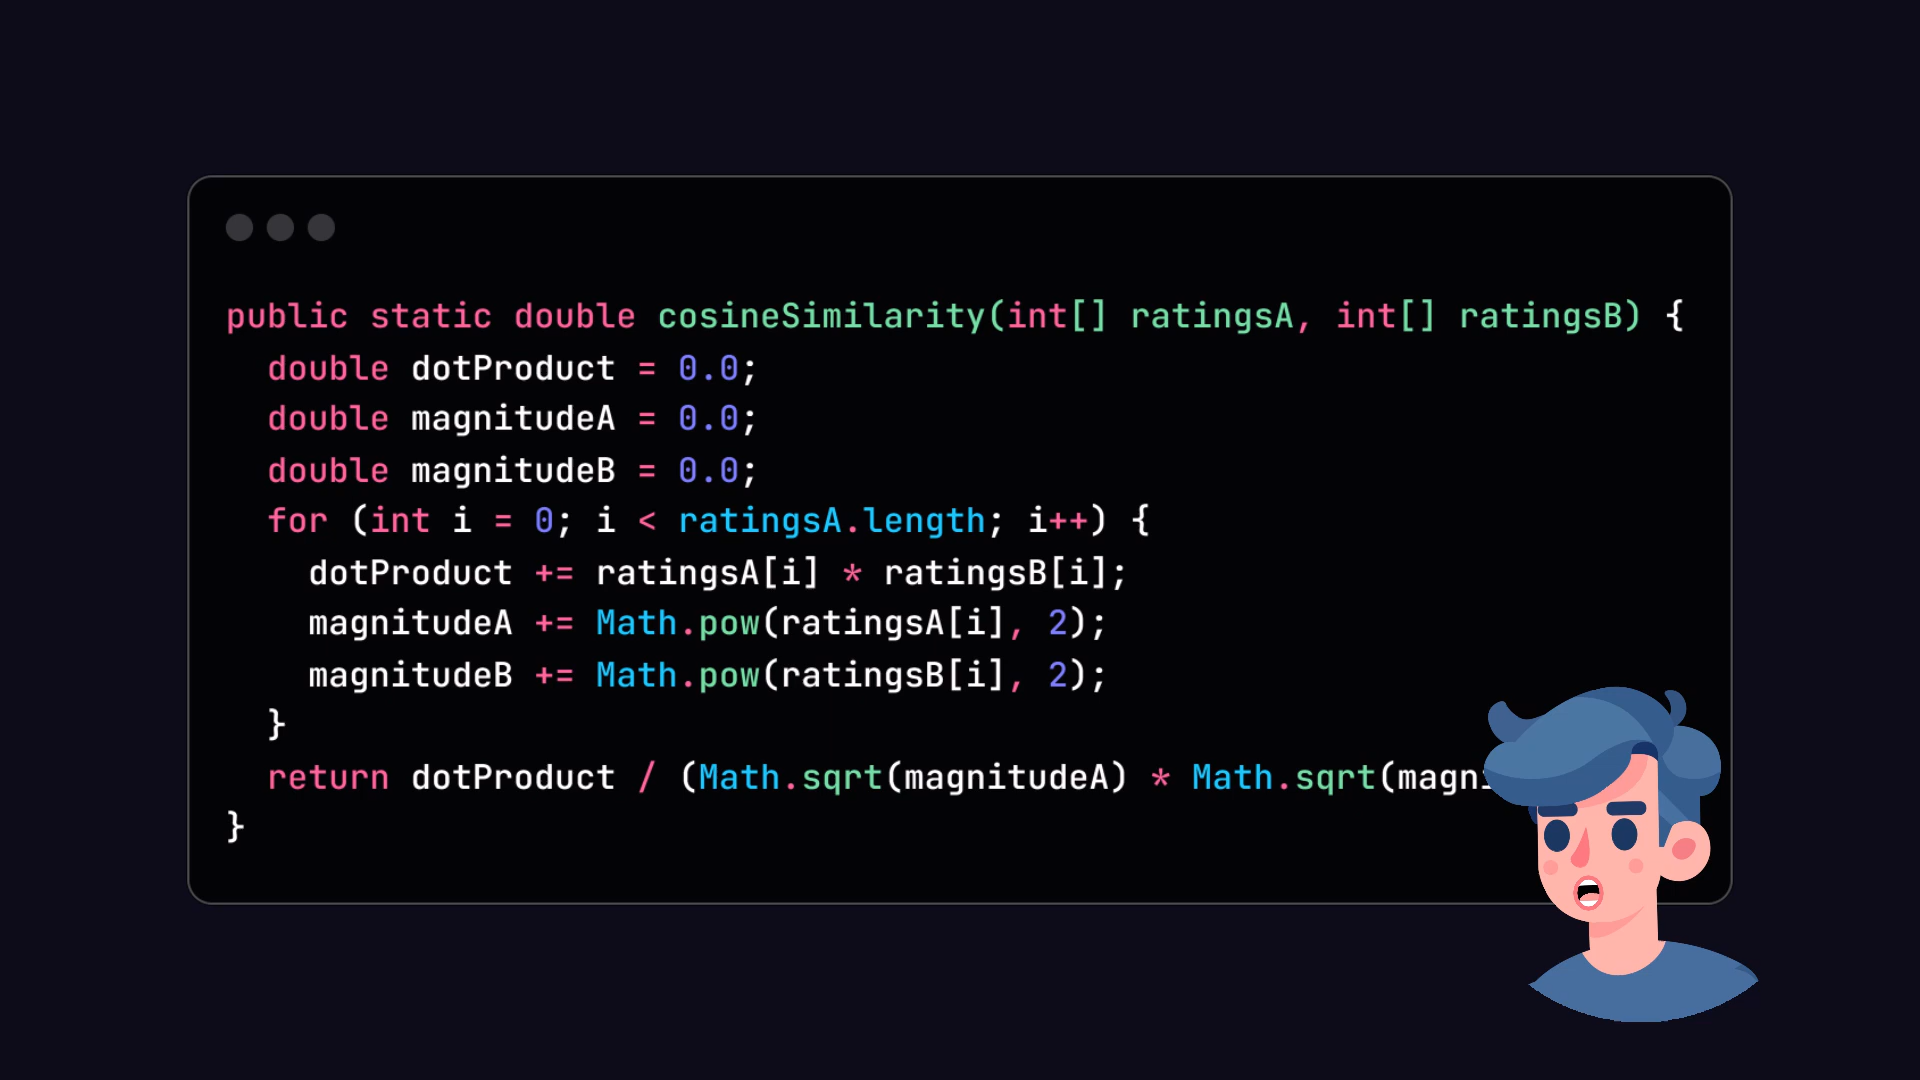 public static double cosineSimilarity(int[] ratingsA, int[] ratingsB) {
double dotProduct = 0.0;
double magnitudeA = 0.0;
double magnitudeB = 0.0;
for (int i = 0; i < ratingsA.length; i++) {
dotProduct += ratingsA[i] * ratingsB[i];
magnitudeA += Math.pow(ratingsA[i], 2);
magnitudeB += Math.pow(ratingsB[i], 2);
}
return dotProduct / (Math.sqrt(magnitudeA) * Math.sqrt(
}